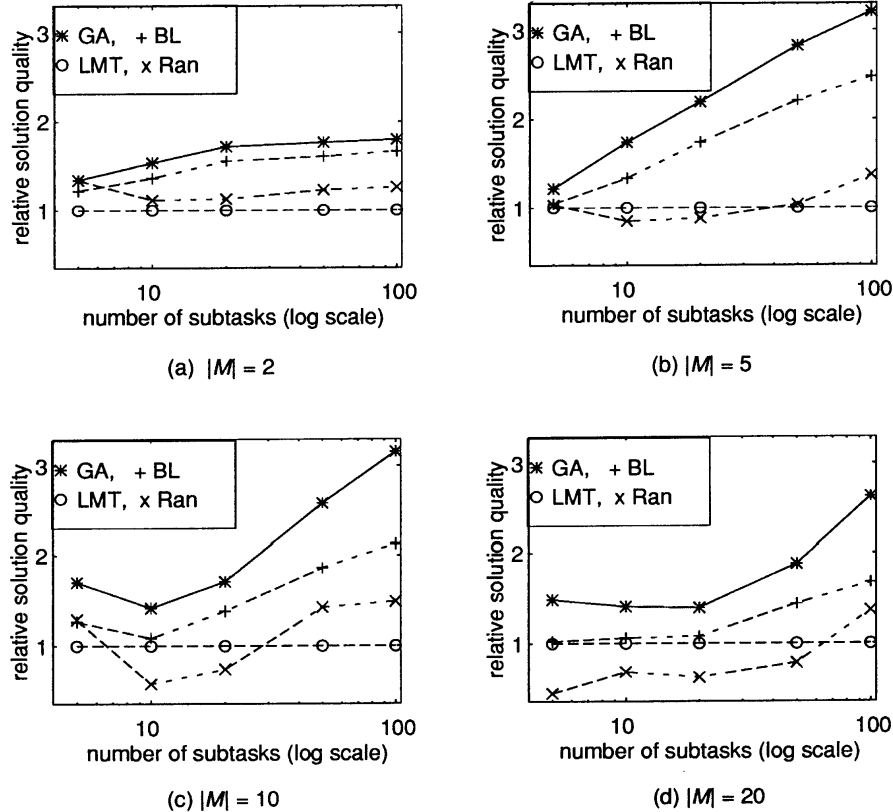 relative solution quality
3
2
1
* GA, + BL
o LMT, x Ran
10 100
number of subtasks (log scale)
(a) |M| = 2
relative solution quality
3
2
1
* GA, + BL
o LMT, x Ran
10 100
number of subtasks (log scale)
(b) |M| = 5
relative solution quality
3
2
1
* GA, + BL
o LMT, x Ran
10 100
number of subtasks (log scale)
(c) |M| = 10
relative solution quality
3
2
1
* GA, + BL
o LMT, x Ran
10 100
number of subtasks (log scale)
(d) |M| = 20